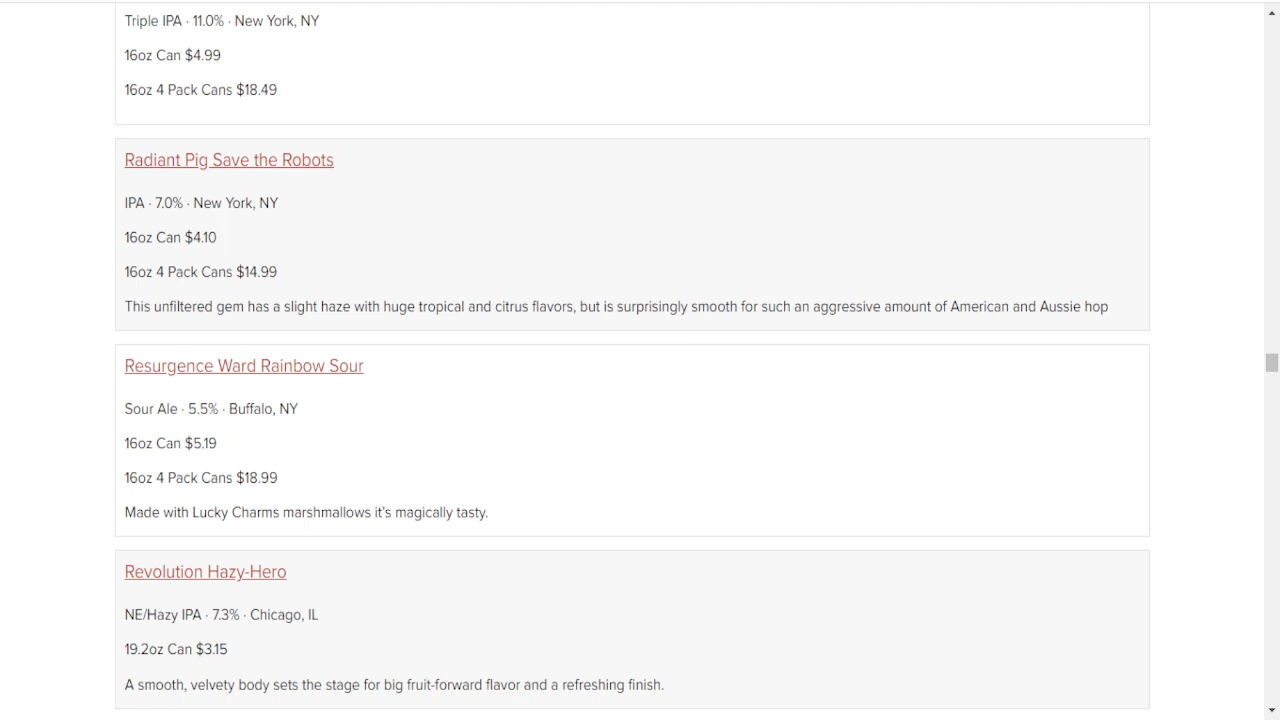 Triple IPA · 11.0% · New York, NY
16oz Can $4.99
16oz 4 Pack Cans $18.49
Radiant Pig Save the Robots
IPA · 7.0% · New York, NY
16oz Can $4.10
16oz 4 Pack Cans $14.99
This unfiltered gem has a slight haze with huge tropical and citrus flavors, but is surprisingly smooth for such an aggressive amount of American and Aussie hop
Resurgence Ward Rainbow Sour
Sour Ale · 5.5% · Buffalo, NY
16oz Can $5.19
16oz 4 Pack Cans $18.99
Made with Lucky Charms marshmallows it’s magically tasty.
Revolution Hazy-Hero
NE/Hazy IPA · 7.3% · Chicago, IL
19.2oz Can $3.15
A smooth, velvety body sets the stage for big fruit-forward flavor and a refreshing finish.